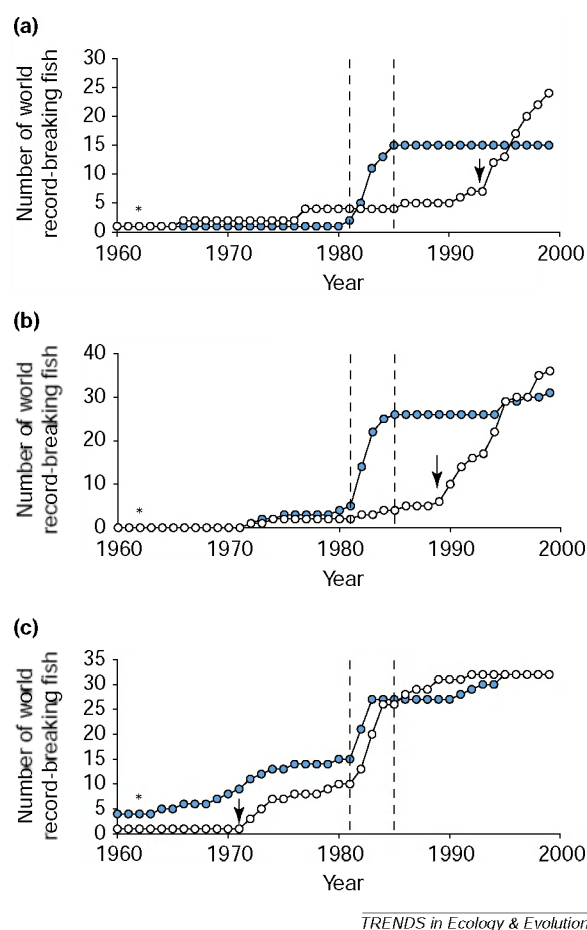 (a)
Number of world
record-breaking fish
30
25
20
15
10
5
0
*
1960 1970 1980 1990 2000
Year
(b)
Number of world
record-breaking fish
40
30
20
10
0
*
1960 1970 1980 1990 2000
Year
(c)
Number of world
record-breaking fish
35
30
25
20
15
10
5
0
*
1960 1970 1980 1990 2000
Year
TRENDS in Ecology & Evolution